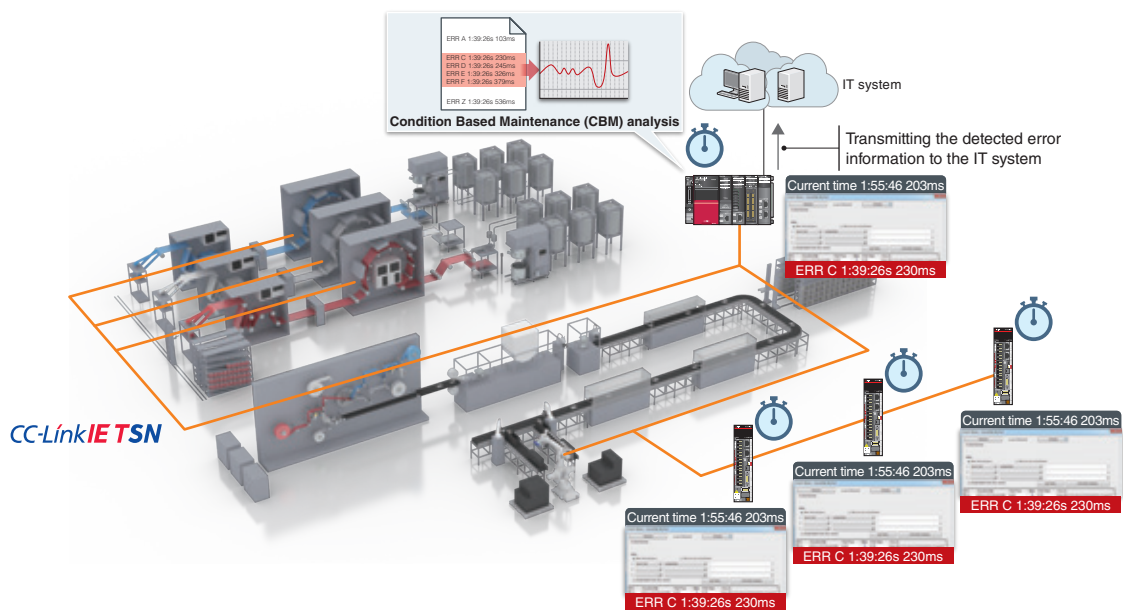 ERR A 1:39:26s 103ms
ERR C 1:39:26s 230ms
ERR D 1:39:26s 245ms
ERR E 1:39:26s 326ms
ERR F 1:39:26s 379ms
ERR Z 1:39:26s 536ms
Condition Based Maintenance (CBM) analysis
IT system
Transmitting the detected error
information to the IT system
Current time 1:55:46 203ms
ERR C 1:39:26s 230ms
CC-Link IE TSN
Current time 1:55:46 203ms
ERR C 1:39:26s 230ms
Current time 1:55:46 203ms
ERR C 1:39:26s 230ms
Current time 1:55:46 203ms
ERR C 1:39:26s 230ms